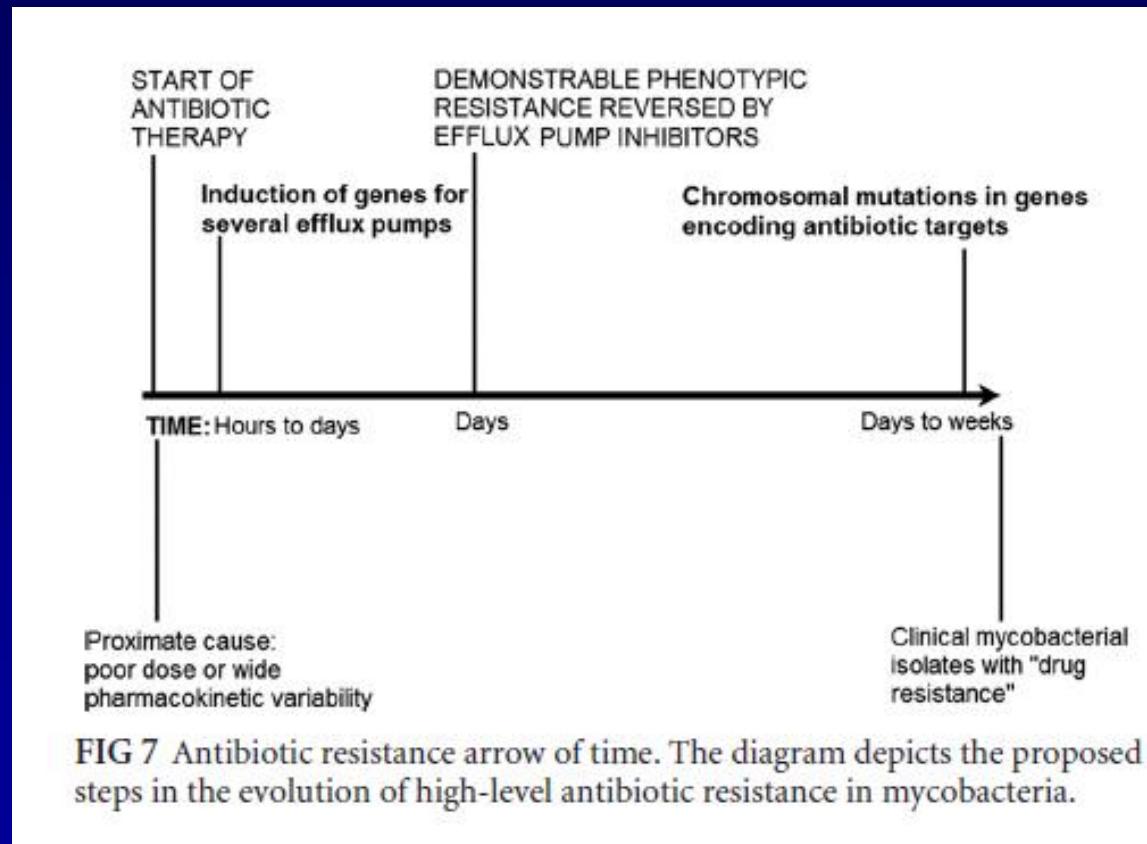 START OF
ANTIBIOTIC
THERAPY
DEMONSTRABLE PHENOTYPIC
RESISTANCE REVERSED BY
EFFLUX PUMP INHIBITORS
Induction of genes for
several efflux pumps
Chromosomal mutations in genes
encoding antibiotic targets
TIME: Hours to days
Days
Days to weeks
Proximate cause:
poor dose or wide
pharmacokinetic variability
Clinical mycobacterial
isolates with "drug
resistance"
FIG 7 Antibiotic resistance arrow of time. The diagram depicts the proposed
steps in the evolution of high-level antibiotic resistance in mycobacteria.